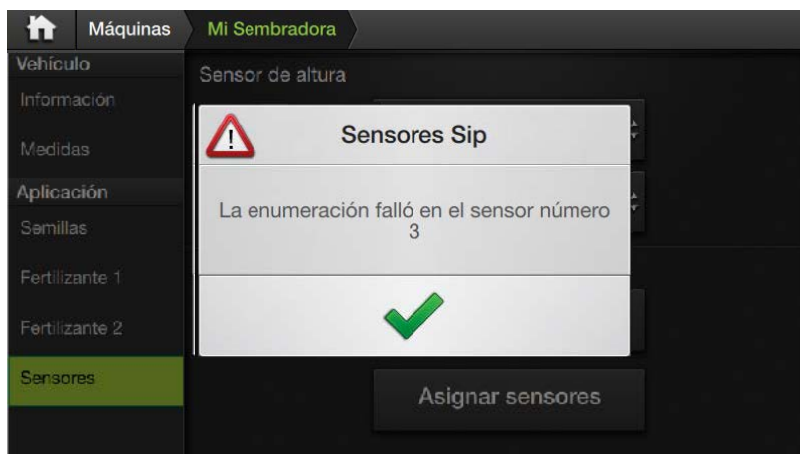 Máquinas
Mi Sembradora
Vehículo
Información
Medidas
Aplicación
Semillas
Fertilizante 1
Fertilizante 2
Sensores
Sensor de altura
Sensores Sip
La enumeración falló en el sensor número
3
Asignar sensores